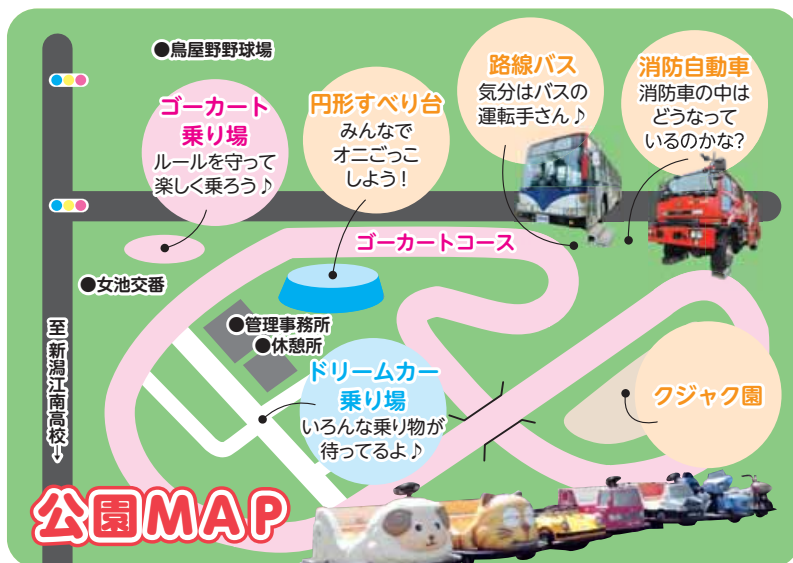 ●鳥屋野野球場
ゴーカート
乗り場
ルールを守って
楽しく乗ろう♪
円形すべり台
みんなで
オニごっこ
しよう!
路線バス
気分はバスの
運転手さん♪
消防自動車
消防車の中は
どうなって
いるのかな?
ゴーカートコース
●女池交番
●管理事務所
●休憩所
至 新潟江南高校→
ドリームカー
乗り場
いろんな乗り物が
待ってるよ♪
クジャク園
公園MAP